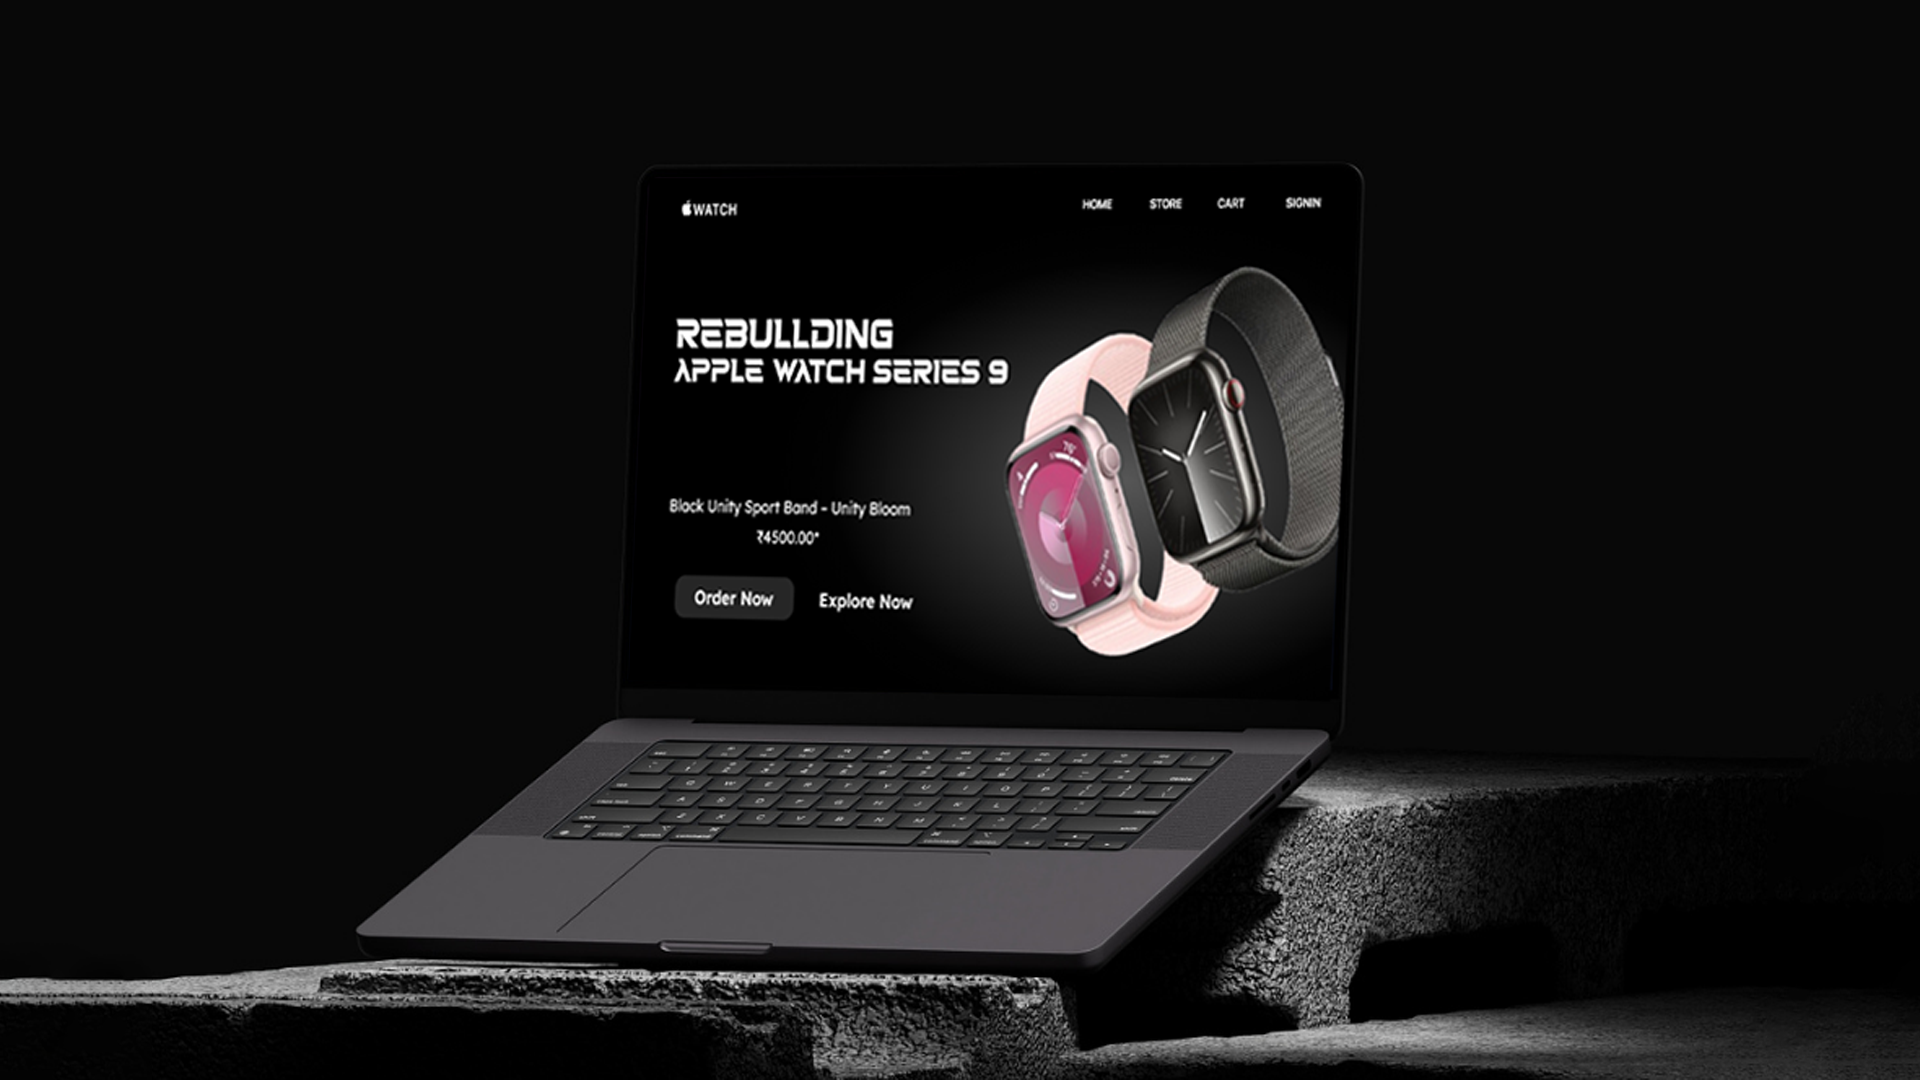 WATCH
HOME STORE CART SIGNIN
REBULLDING
APPLE WATCH SERIES 9
Black Unity Sport Band - Unity Bloom
₹4500.00*
Order Now Explore Now